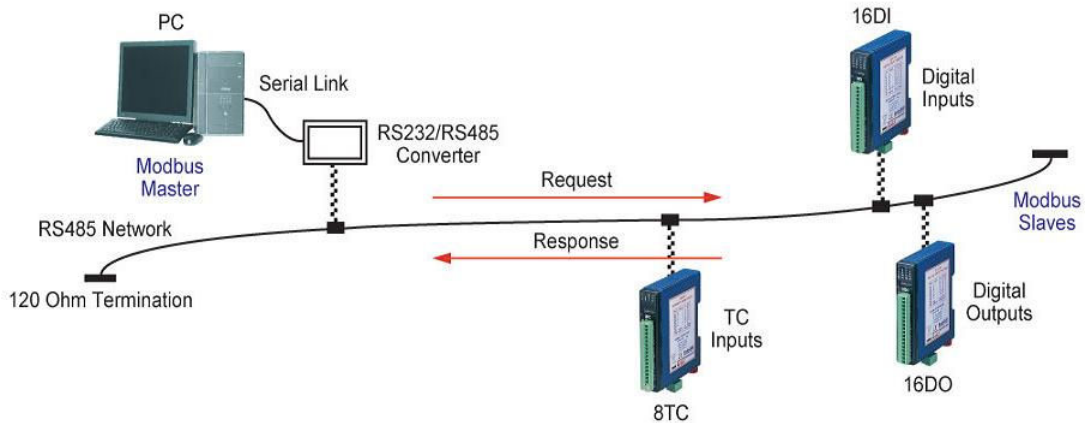 PC
Serial Link
RS232/RS485
Converter
Modbus
Master
RS485 Network
120 Ohm Termination
Request
Response
16DI
Digital
Inputs
TC
Inputs
8TC
Modbus
Slaves
Digital
Outputs
16DO